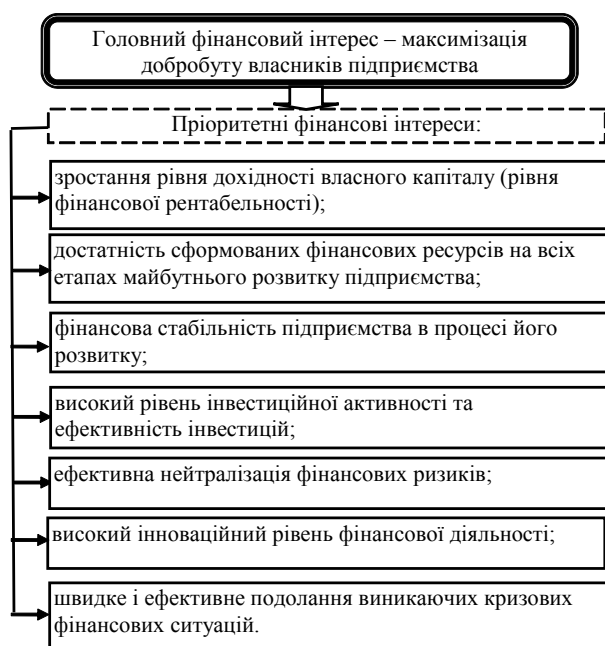 Головний фінансовий інтерес – максимізація
добробуту власників підприємства
Пріоритетні фінансові інтереси:
зростання рівня дохідності власного капіталу (рівня
фінансової рентабельності);
достатність сформованих фінансових ресурсів на всіх
етапах майбутнього розвитку підприємства;
фінансова стабільність підприємства в процесі його
розвитку;
високий рівень інвестиційної активності та
ефективність інвестицій;
ефективна нейтралізація фінансових ризиків;
високий інноваційний рівень фінансової діяльності;
швидке і ефективне подолання виникаючих кризових
фінансових ситуацій.